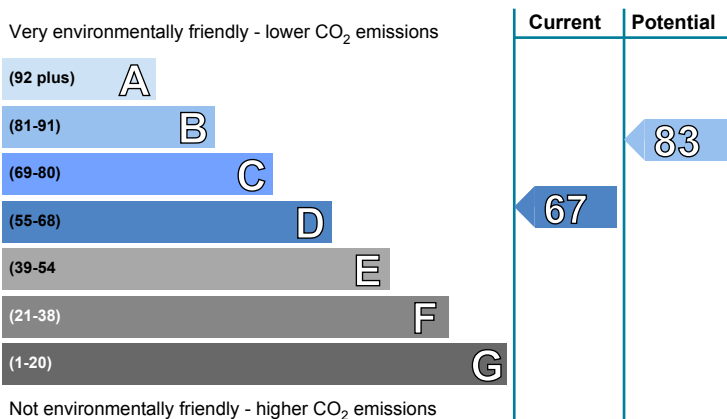 Current Potential
Very environmentally friendly - lower CO2 emissions
(92 plus) A
(81-91) B
83
(69-80) C
(55-68) D
67
(39-54 E
(21-38) F
(1-20) G
Not environmentally friendly - higher CO2 emissions